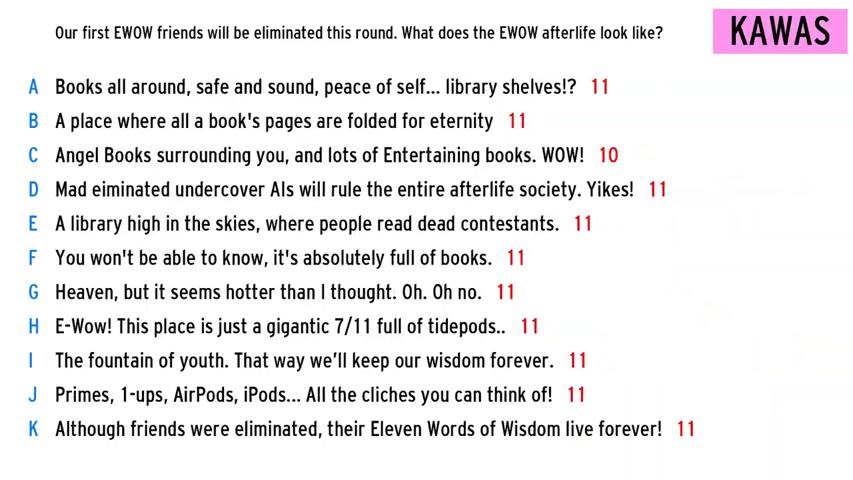 Our first EWOW friends will be eliminated this round. What does the EWOW afterlife look like?
KAWAS
A Books all around, safe and sound, peace of self... library shelves!? 11
B A place where all a book's pages are folded for eternity 11
C Angel Books surrounding you, and lots of Entertaining books. WOW! 10
D Mad eiminated undercover AIs will rule the entire afterlife society. Yikes! 11
E A library high in the skies, where people read dead contestants. 11
F You won't be able to know, it's absolutely full of books. 11
G Heaven, but it seems hotter than I thought. Oh. Oh no. 11
H E-Wow! This place is just a gigantic 7/11 full of tidepods.. 11
I The fountain of youth. That way we’ll keep our wisdom forever. 11
J Primes, 1-ups, AirPods, iPods... All the cliches you can think of! 11
K Although friends were eliminated, their Eleven Words of Wisdom live forever! 11